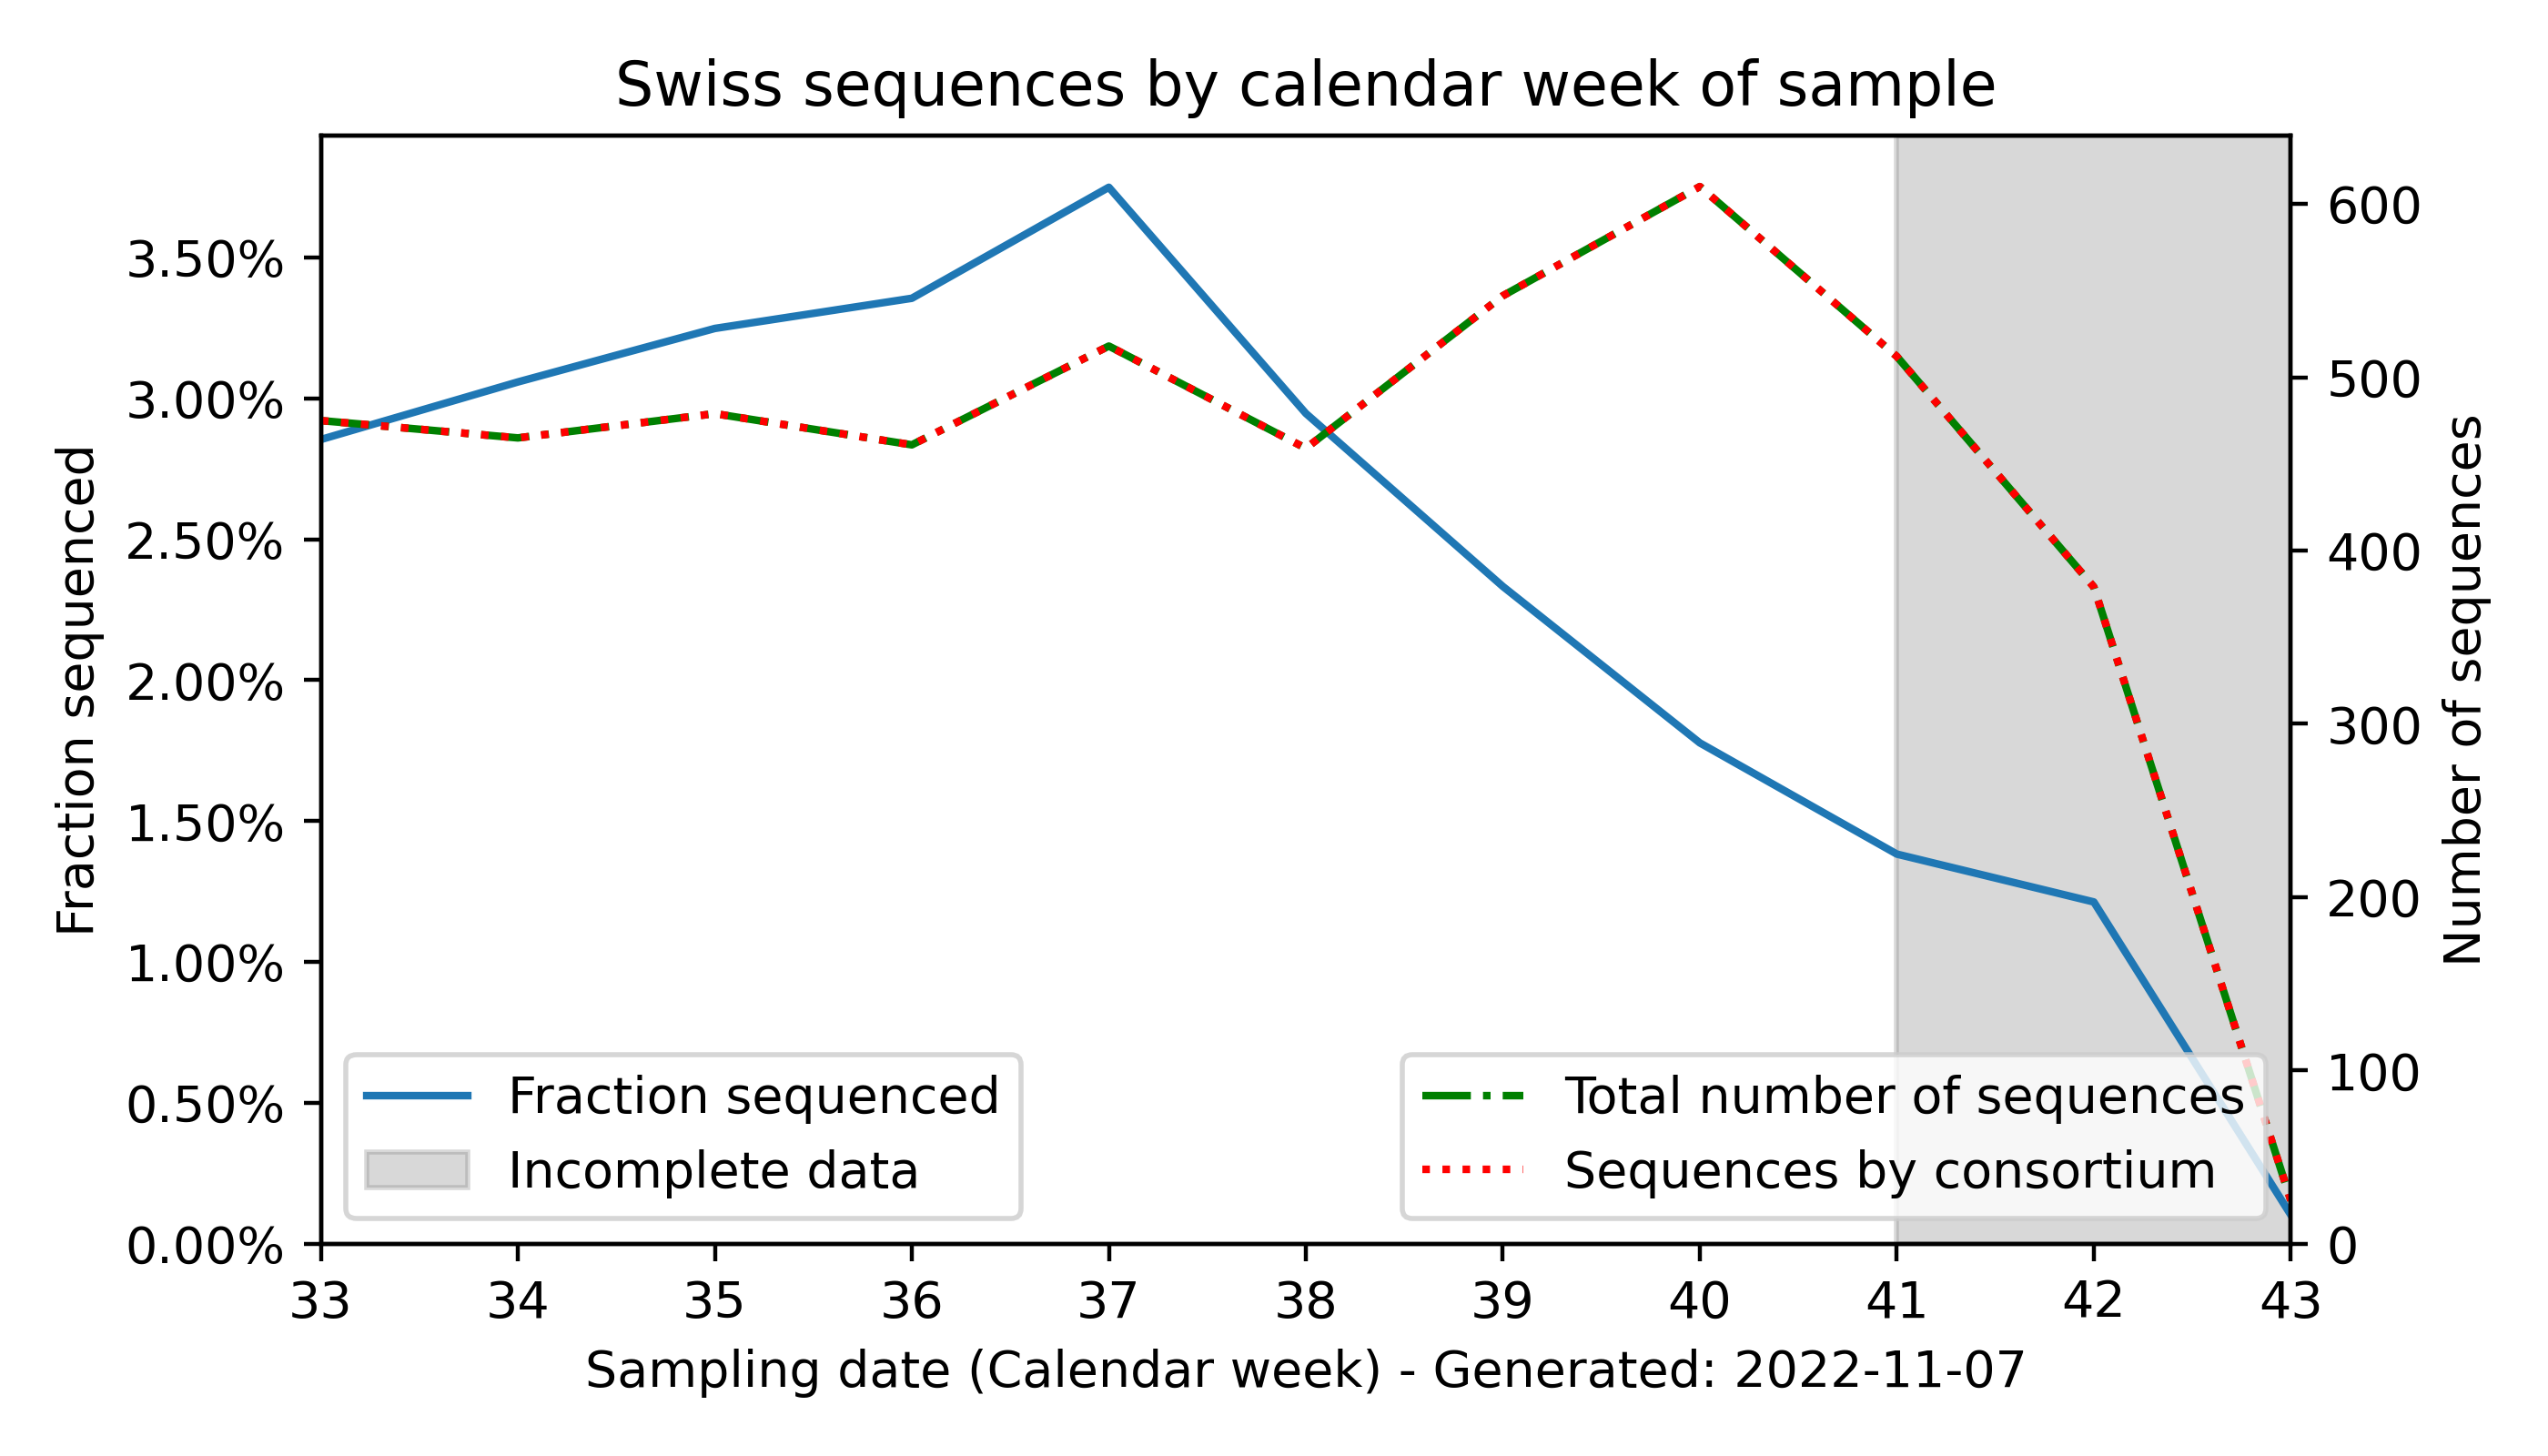 Swiss sequences by calendar week of sample
Fraction sequenced
3.50%
3.00%
2.50%
2.00%
1.50%
1.00%
0.50%
0.00%
600
500
400
300
200
100
0
Number of sequences
Fraction sequenced
Incomplete data
Total number of sequences
Sequences by consortium
33 34 35 36 37 38 39 40 41 42 43
Sampling date (Calendar week) - Generated: 2022-11-07